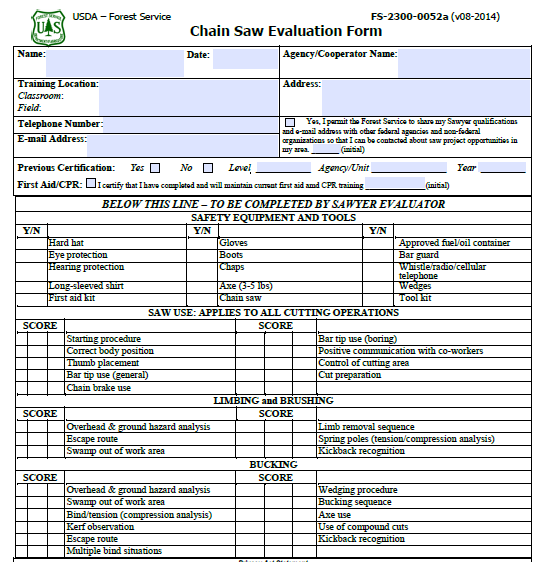 USDA – Forest Service
FS-2300-0052a (v08-2014)
Chain Saw Evaluation Form
Name:
Date:
Agency/Cooperator Name:
Training Location:
Classroom:
Field:
Address:
Telephone Number:
E-mail Address:
Yes, I permit the Forest Service to share my Sawyer qualifications
and e-mail address with other federal agencies and non-federal
organizations so that I can be contacted about saw project opportunities in
my area. (initial)
Previous Certification: Yes No Level Agency/Unit Year
First Aid/CPR: I certify that I have completed and will maintain current first aid amd CPR training (initial)
BELOW THIS LINE – TO BE COMPLETED BY SAWYER EVALUATOR
SAFETY EQUIPMENT AND TOOLS
Y/N Y/N Y/N
Hard hat Gloves Approved fuel/oil container
Eye protection Boots Bar guard
Hearing protection Chaps Whistle/radio/cellular
telephone
Long-sleeved shirt Axe (3-5 lbs) Wedges
First aid kit Chain saw Tool kit
SAW USE: APPLIES TO ALL CUTTING OPERATIONS
SCORE SCORE
Starting procedure Bar tip use (boring)
Correct body position Positive communication with co-workers
Thumb placement Control of cutting area
Bar tip use (general) Cut preparation
Chain brake use
LIMBING and BRUSHING
SCORE SCORE
Overhead & ground hazard analysis Limb removal sequence
Escape route Spring poles (tension/compression analysis)
Swamp out of work area Kickback recognition
BUCKING
SCORE SCORE
Overhead & ground hazard analysis Wedging procedure
Swamp out of work area Bucking sequence
Bind/tension (compression analysis) Axe use
Kerf observation Use of compound cuts
Escape route Kickback recognition
Multiple bind situations